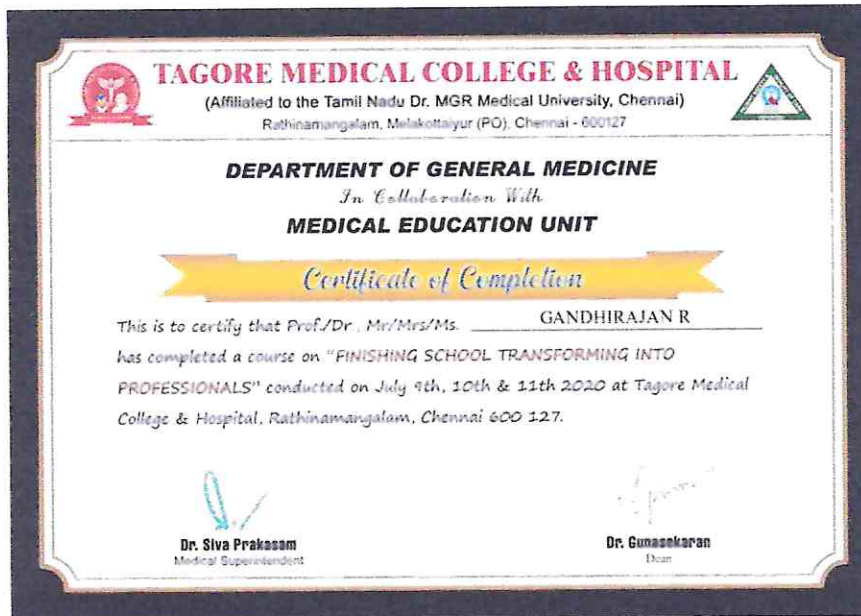 TAGORE MEDICAL COLLEGE & HOSPITAL
(Affiliated to the Tamil Nadu Dr. MGR Medical University, Chennai)
Rathinamangalam, Melakottaiyur (PO), Chennai - 600127
DEPARTMENT OF GENERAL MEDICINE
In Collaboration With
MEDICAL EDUCATION UNIT
Certificate of Completion
This is to certify that Prof./Dr., Mr/Mrs/Ms. GANDHIRAJAN R
has completed a course on "FINISHING SCHOOL TRANSFORMING INTO
PROFESSIONALS" conducted on July 9th, 10th & 11th 2020 at Tagore Medical
College & Hospital, Rathinamangalam, Chennai 600 127.
Dr. Siva Prakasam
Medical Superintendent
Dr. Gunasekaran
Dean